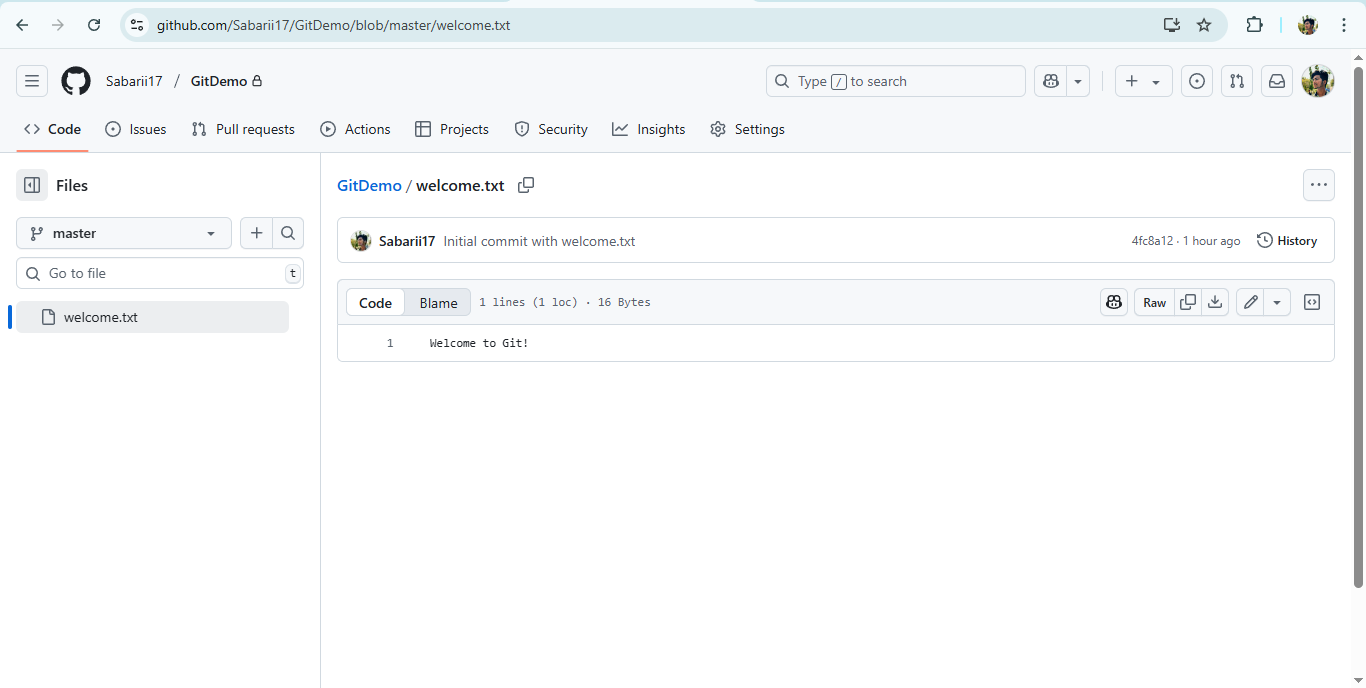 github.com/Sabarii17/GitDemo/blob/master/welcome.txt
Sabarii17 / GitDemo
Type / to search
Code Issues Pull requests Actions Projects Security Insights Settings
Files
master
Go to file t
welcome.txt
GitDemo / welcome.txt
Sabarii17 Initial commit with welcome.txt 4fc8a12 · 1 hour ago History
Code Blame 1 lines (1 loc) · 16 Bytes Raw
1 Welcome to Git!